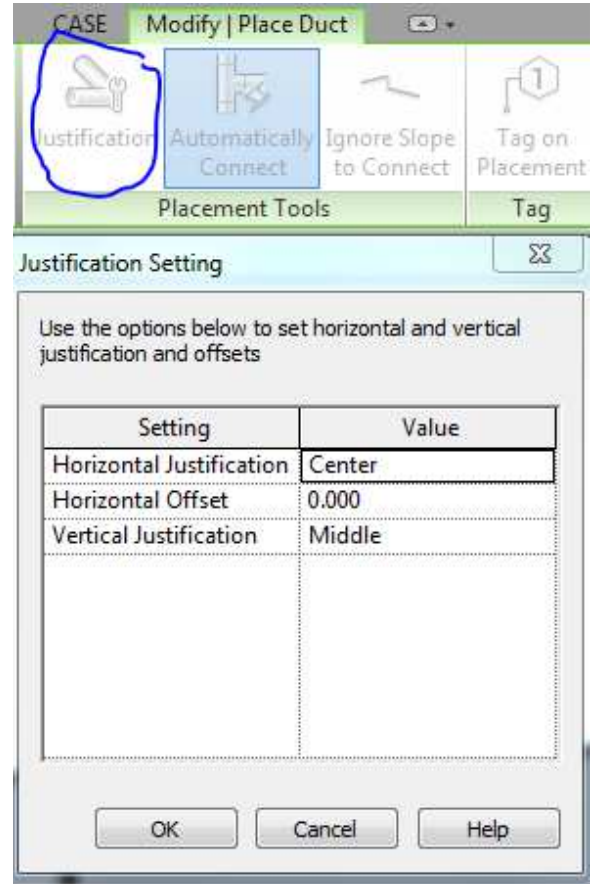 CASE Modify | Place Duct
Justification Automatically Ignore Slope Tag on
Connect to Connect Placement
1
Placement Tools Tag
Justification Setting
Use the options below to set horizontal and vertical
justification and offsets
Setting Value
Horizontal Justification Center
Horizontal Offset 0.000
Vertical Justification Middle
OK Cancel Help